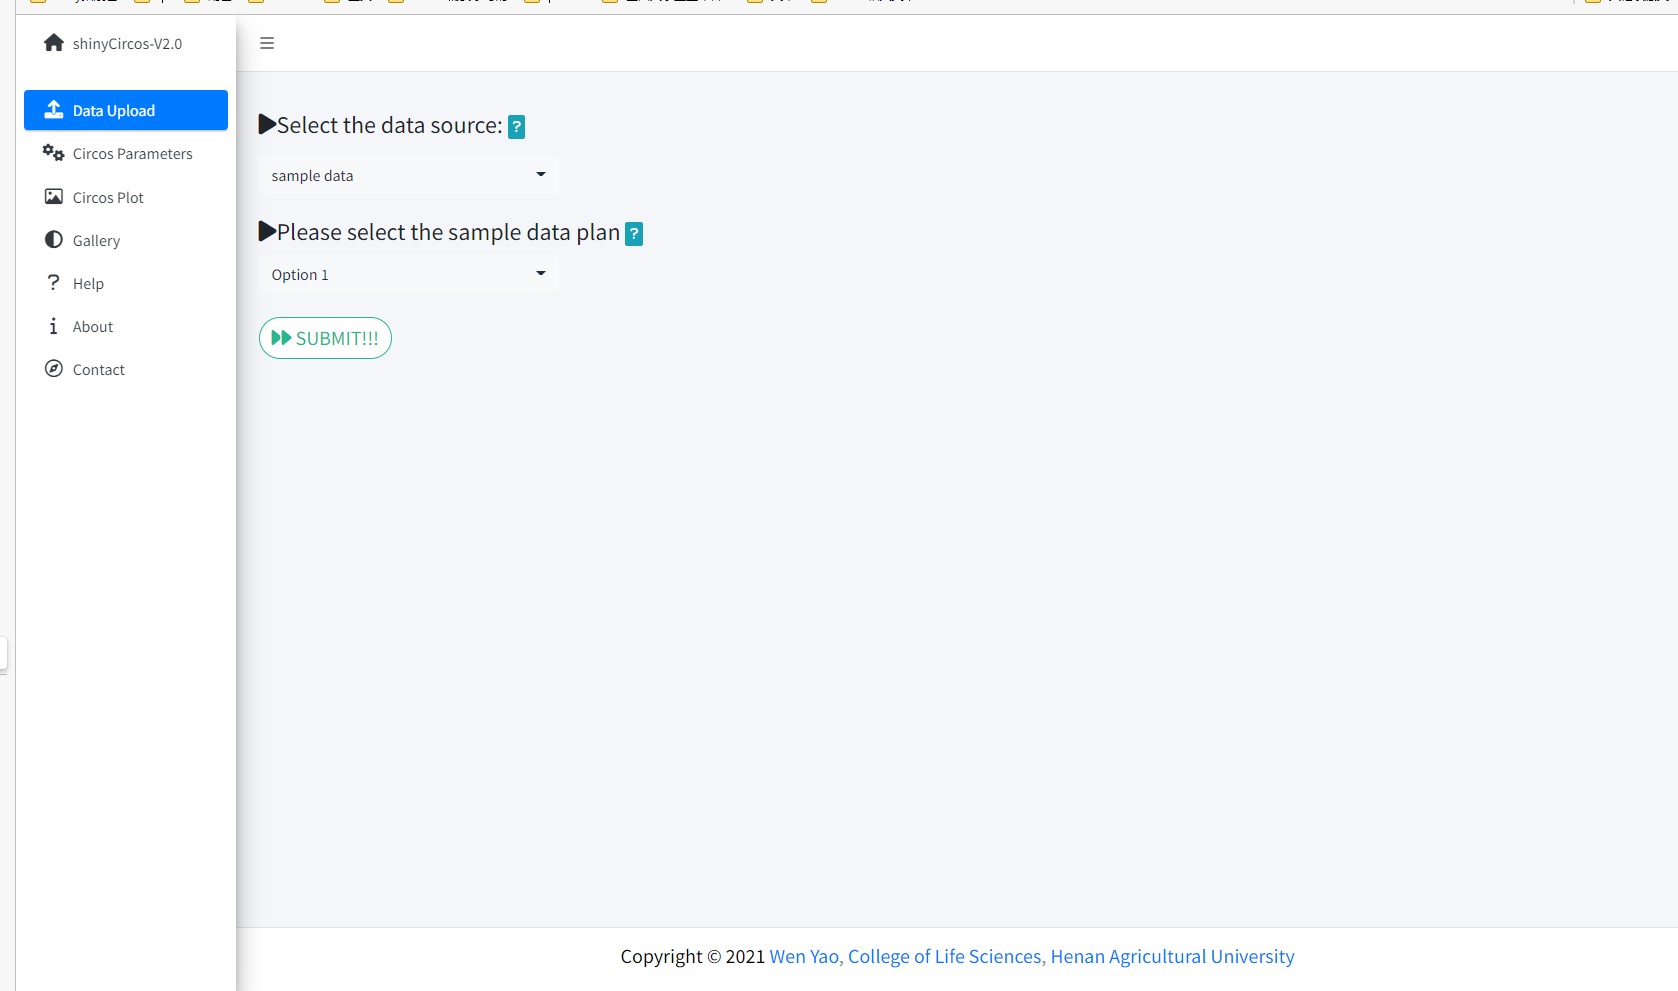 shinyCircos-V2.0
Data Upload
Circos Parameters
Circos Plot
Gallery
Help
About
Contact
Select the data source: ?
sample data
Please select the sample data plan ?
Option 1
SUBMIT!!!
Copyright © 2021 Wen Yao, College of Life Sciences, Henan Agricultural University